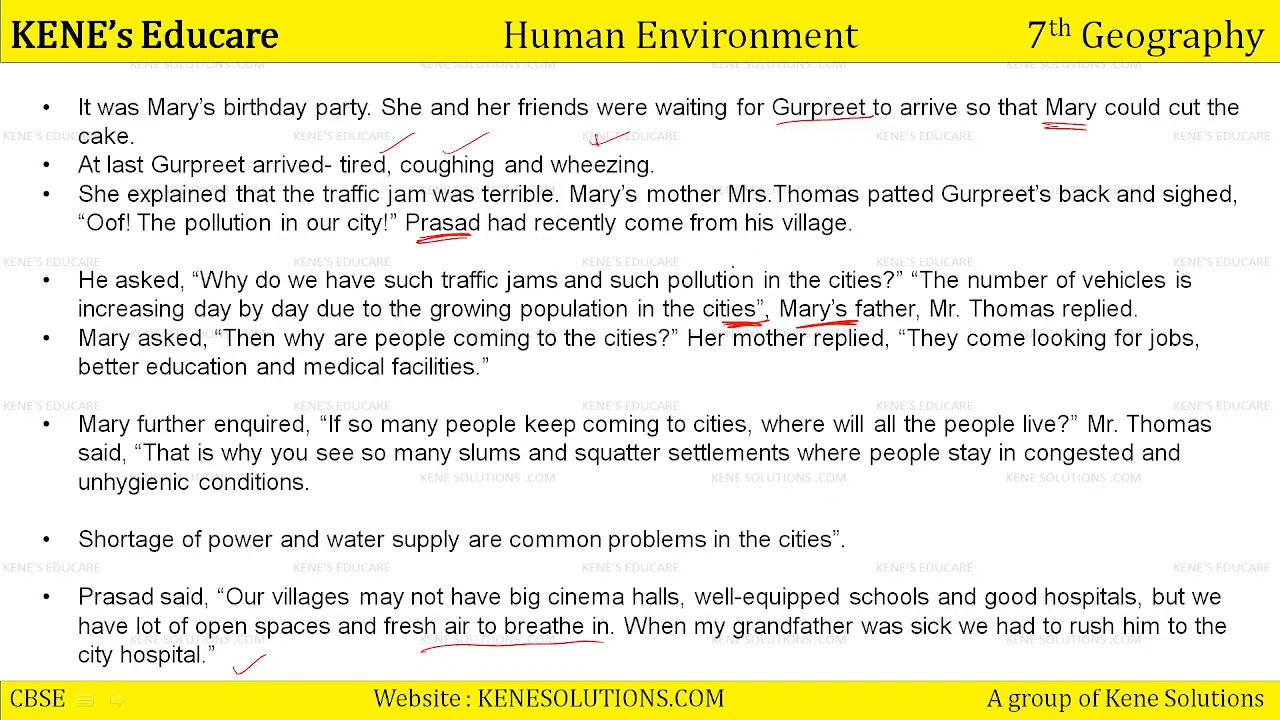 KENE's Educare Human Environment 7th Geography
• It was Mary's birthday party. She and her friends were waiting for Gurpreet to arrive so that Mary could cut the
cake.
• At last Gurpreet arrived- tired, coughing and wheezing.
• She explained that the traffic jam was terrible. Mary's mother Mrs.Thomas patted Gurpreet's back and sighed,
“Oof! The pollution in our city!” Prasad had recently come from his village.
• He asked, “Why do we have such traffic jams and such pollution in the cities?” “The number of vehicles is
increasing day by day due to the growing population in the cities”, Mary's father, Mr. Thomas replied.
• Mary asked, “Then why are people coming to the cities?” Her mother replied, “They come looking for jobs,
better education and medical facilities.”
• Mary further enquired, “If so many people keep coming to cities, where will all the people live?” Mr. Thomas
said, “That is why you see so many slums and squatter settlements where people stay in congested and
unhygienic conditions.
• Shortage of power and water supply are common problems in the cities”.
• Prasad said, “Our villages may not have big cinema halls, well-equipped schools and good hospitals, but we
have lot of open spaces and fresh air to breathe in. When my grandfather was sick we had to rush him to the
city hospital.”
CBSE Website : KENESOLUTIONS.COM A group of Kene Solutions